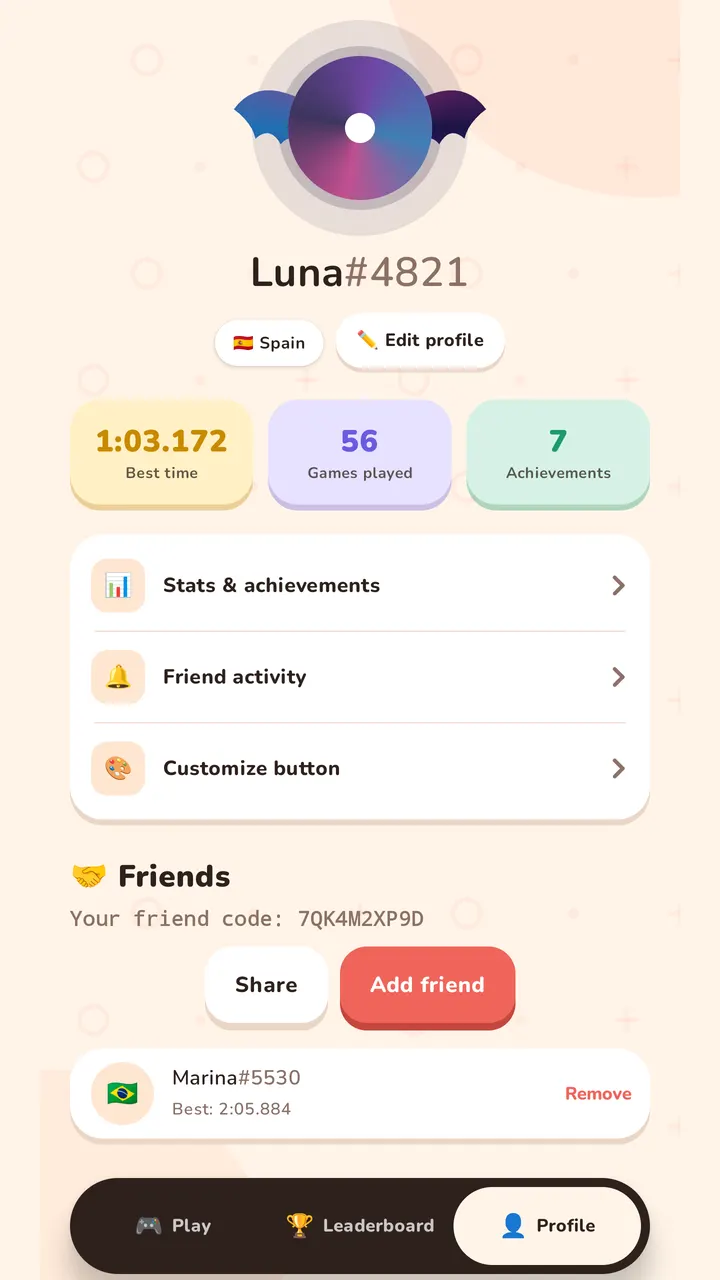 Luna#4821
Spain
Edit profile
1:03.172
Best time
56
Games played
7
Achievements
Stats & achievements
Friend activity
Customize button
Friends
Your friend code: 7QK4M2XP9D
Share
Add friend
Marina#5530
Best: 2:05.884
Remove
Play
Leaderboard
Profile